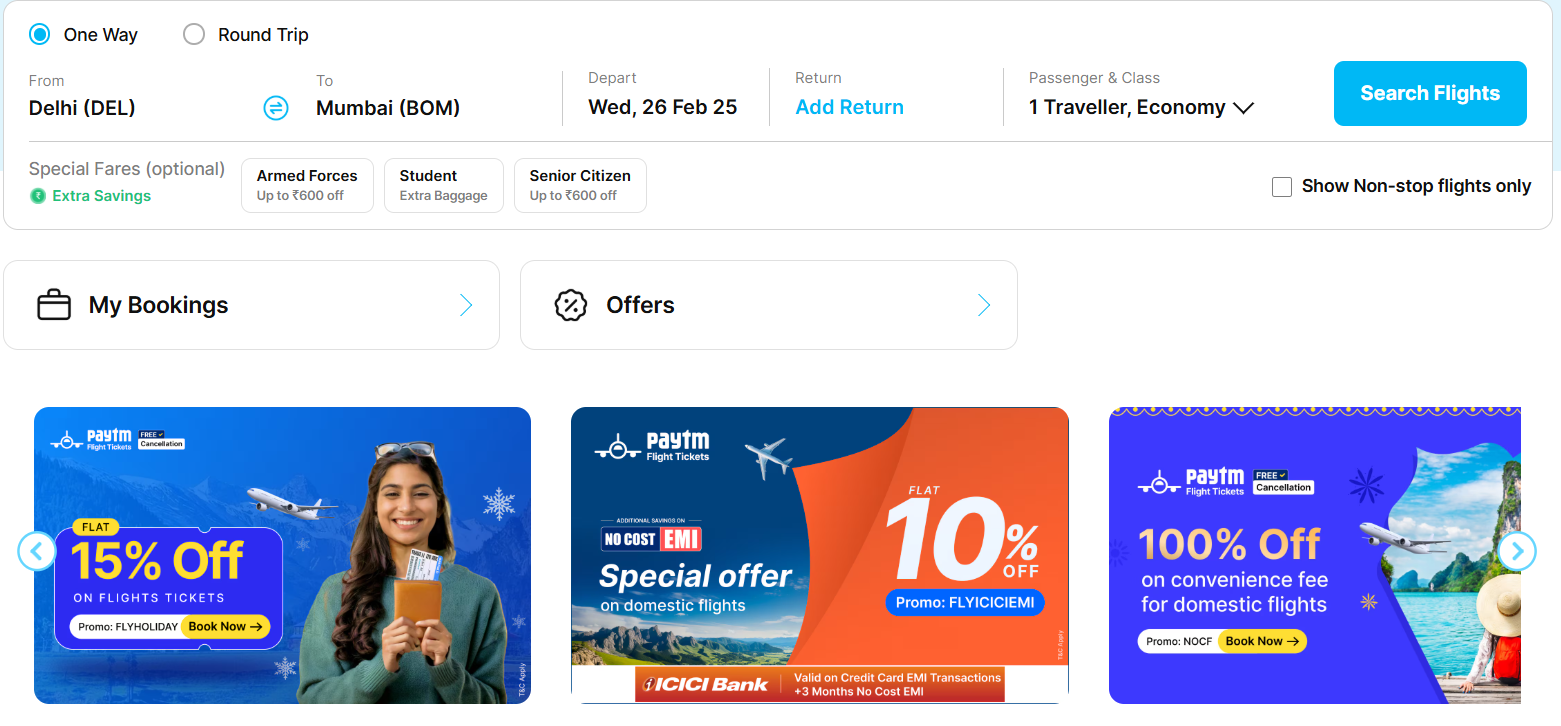 One Way
Round Trip
From
Delhi (DEL)
To
Mumbai (BOM)
Depart
Wed, 26 Feb 25
Return
Add Return
Passenger & Class
1 Traveller, Economy
Search Flights
Special Fares (optional)
₹ Extra Savings
Armed Forces
Up to ₹600 off
Student
Extra Baggage
Senior Citizen
Up to ₹600 off
Show Non-stop flights only
My Bookings
Offers
paytm
Flight Tickets
FREE
Cancellation
FLAT
15% Off
ON FLIGHTS TICKETS
Promo: FLYHOLIDAY
Book Now →
T&C Apply
paytm
Flight Tickets
ADDITIONAL SAVINGS ON
NO COST EMI
Special offer
on domestic flights
FLAT
10% OFF
Promo: FLYICICIEMI
T&C Apply
ICICI Bank
Valid on Credit Card EMI Transactions
+3 Months No Cost EMI
paytm
Flight Tickets
FREE
Cancellation
100% Off
on convenience fee
for domestic flights
Promo: NOCF
Book Now →